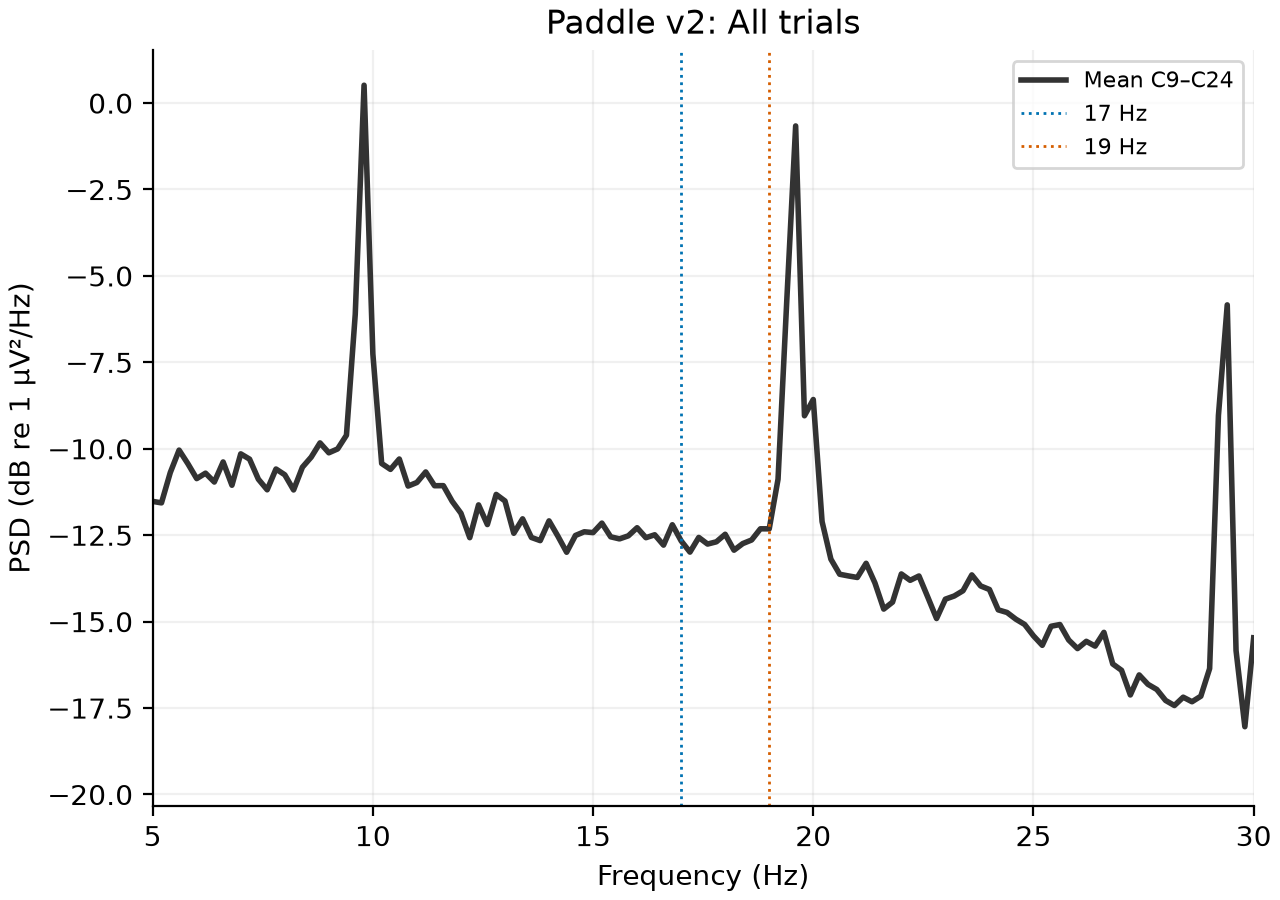 Paddle v2: All trials
Mean C9–C24
17 Hz
19 Hz
PSD (dB re 1 µV²/Hz)
0.0
−2.5
−5.0
−7.5
−10.0
−12.5
−15.0
−17.5
−20.0
5
10
15
20
25
30
Frequency (Hz)